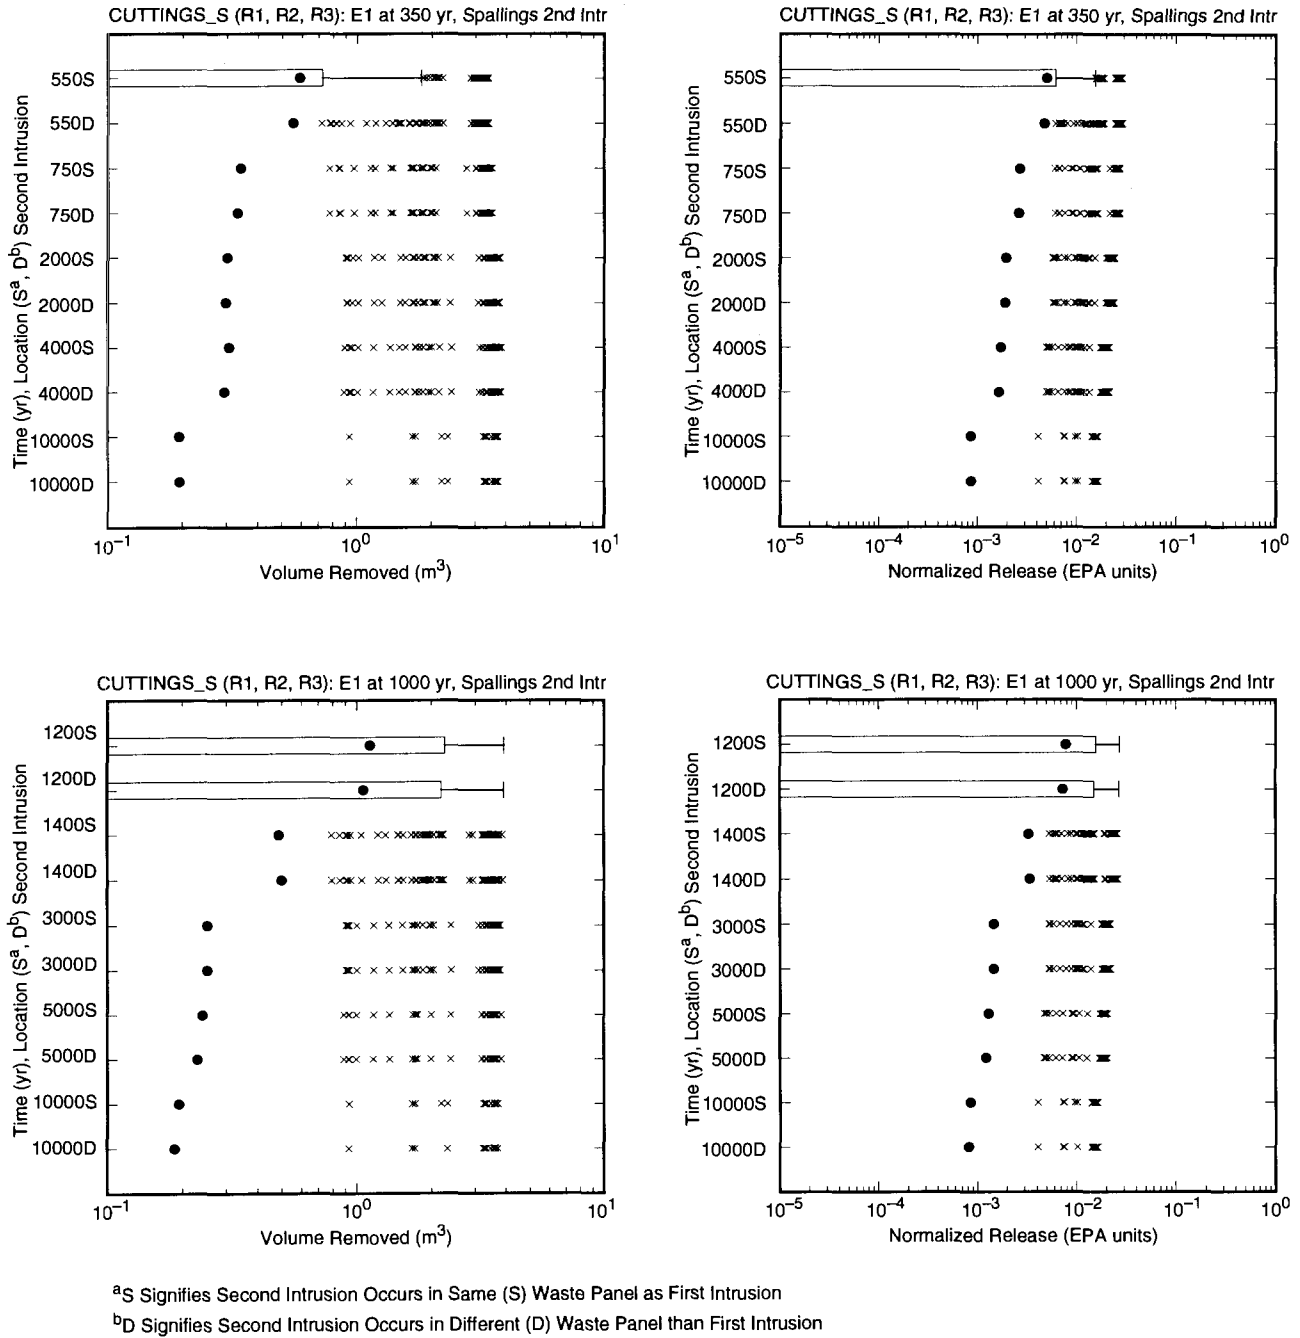 CUTTINGS_S (R1, R2, R3): E1 at 350 yr, Spallings 2nd Intr
Time (yr), Location (Sᵃ, Dᵇ) Second Intrusion
550S
550D
750S
750D
2000S
2000D
4000S
4000D
10000S
10000D
10⁻¹ 10⁰ 10¹
Volume Removed (m³)
CUTTINGS_S (R1, R2, R3): E1 at 350 yr, Spallings 2nd Intr
Time (yr), Location (Sᵃ, Dᵇ) Second Intrusion
550S
550D
750S
750D
2000S
2000D
4000S
4000D
10000S
10000D
10⁻⁵ 10⁻⁴ 10⁻³ 10⁻² 10⁻¹ 10⁰
Normalized Release (EPA units)
CUTTINGS_S (R1, R2, R3): E1 at 1000 yr, Spallings 2nd Intr
Time (yr), Location (Sᵃ, Dᵇ) Second Intrusion
1200S
1200D
1400S
1400D
3000S
3000D
5000S
5000D
10000S
10000D
10⁻¹ 10⁰ 10¹
Volume Removed (m³)
CUTTINGS_S (R1, R2, R3): E1 at 1000 yr, Spallings 2nd Intr
Time (yr), Location (Sᵃ, Dᵇ) Second Intrusion
1200S
1200D
1400S
1400D
3000S
3000D
5000S
5000D
10000S
10000D
10⁻⁵ 10⁻⁴ 10⁻³ 10⁻² 10⁻¹ 10⁰
Normalized Release (EPA units)
ᵃS Signifies Second Intrusion Occurs in Same (S) Waste Panel as First Intrusion
ᵇD Signifies Second Intrusion Occurs in Different (D) Waste Panel than First Intrusion